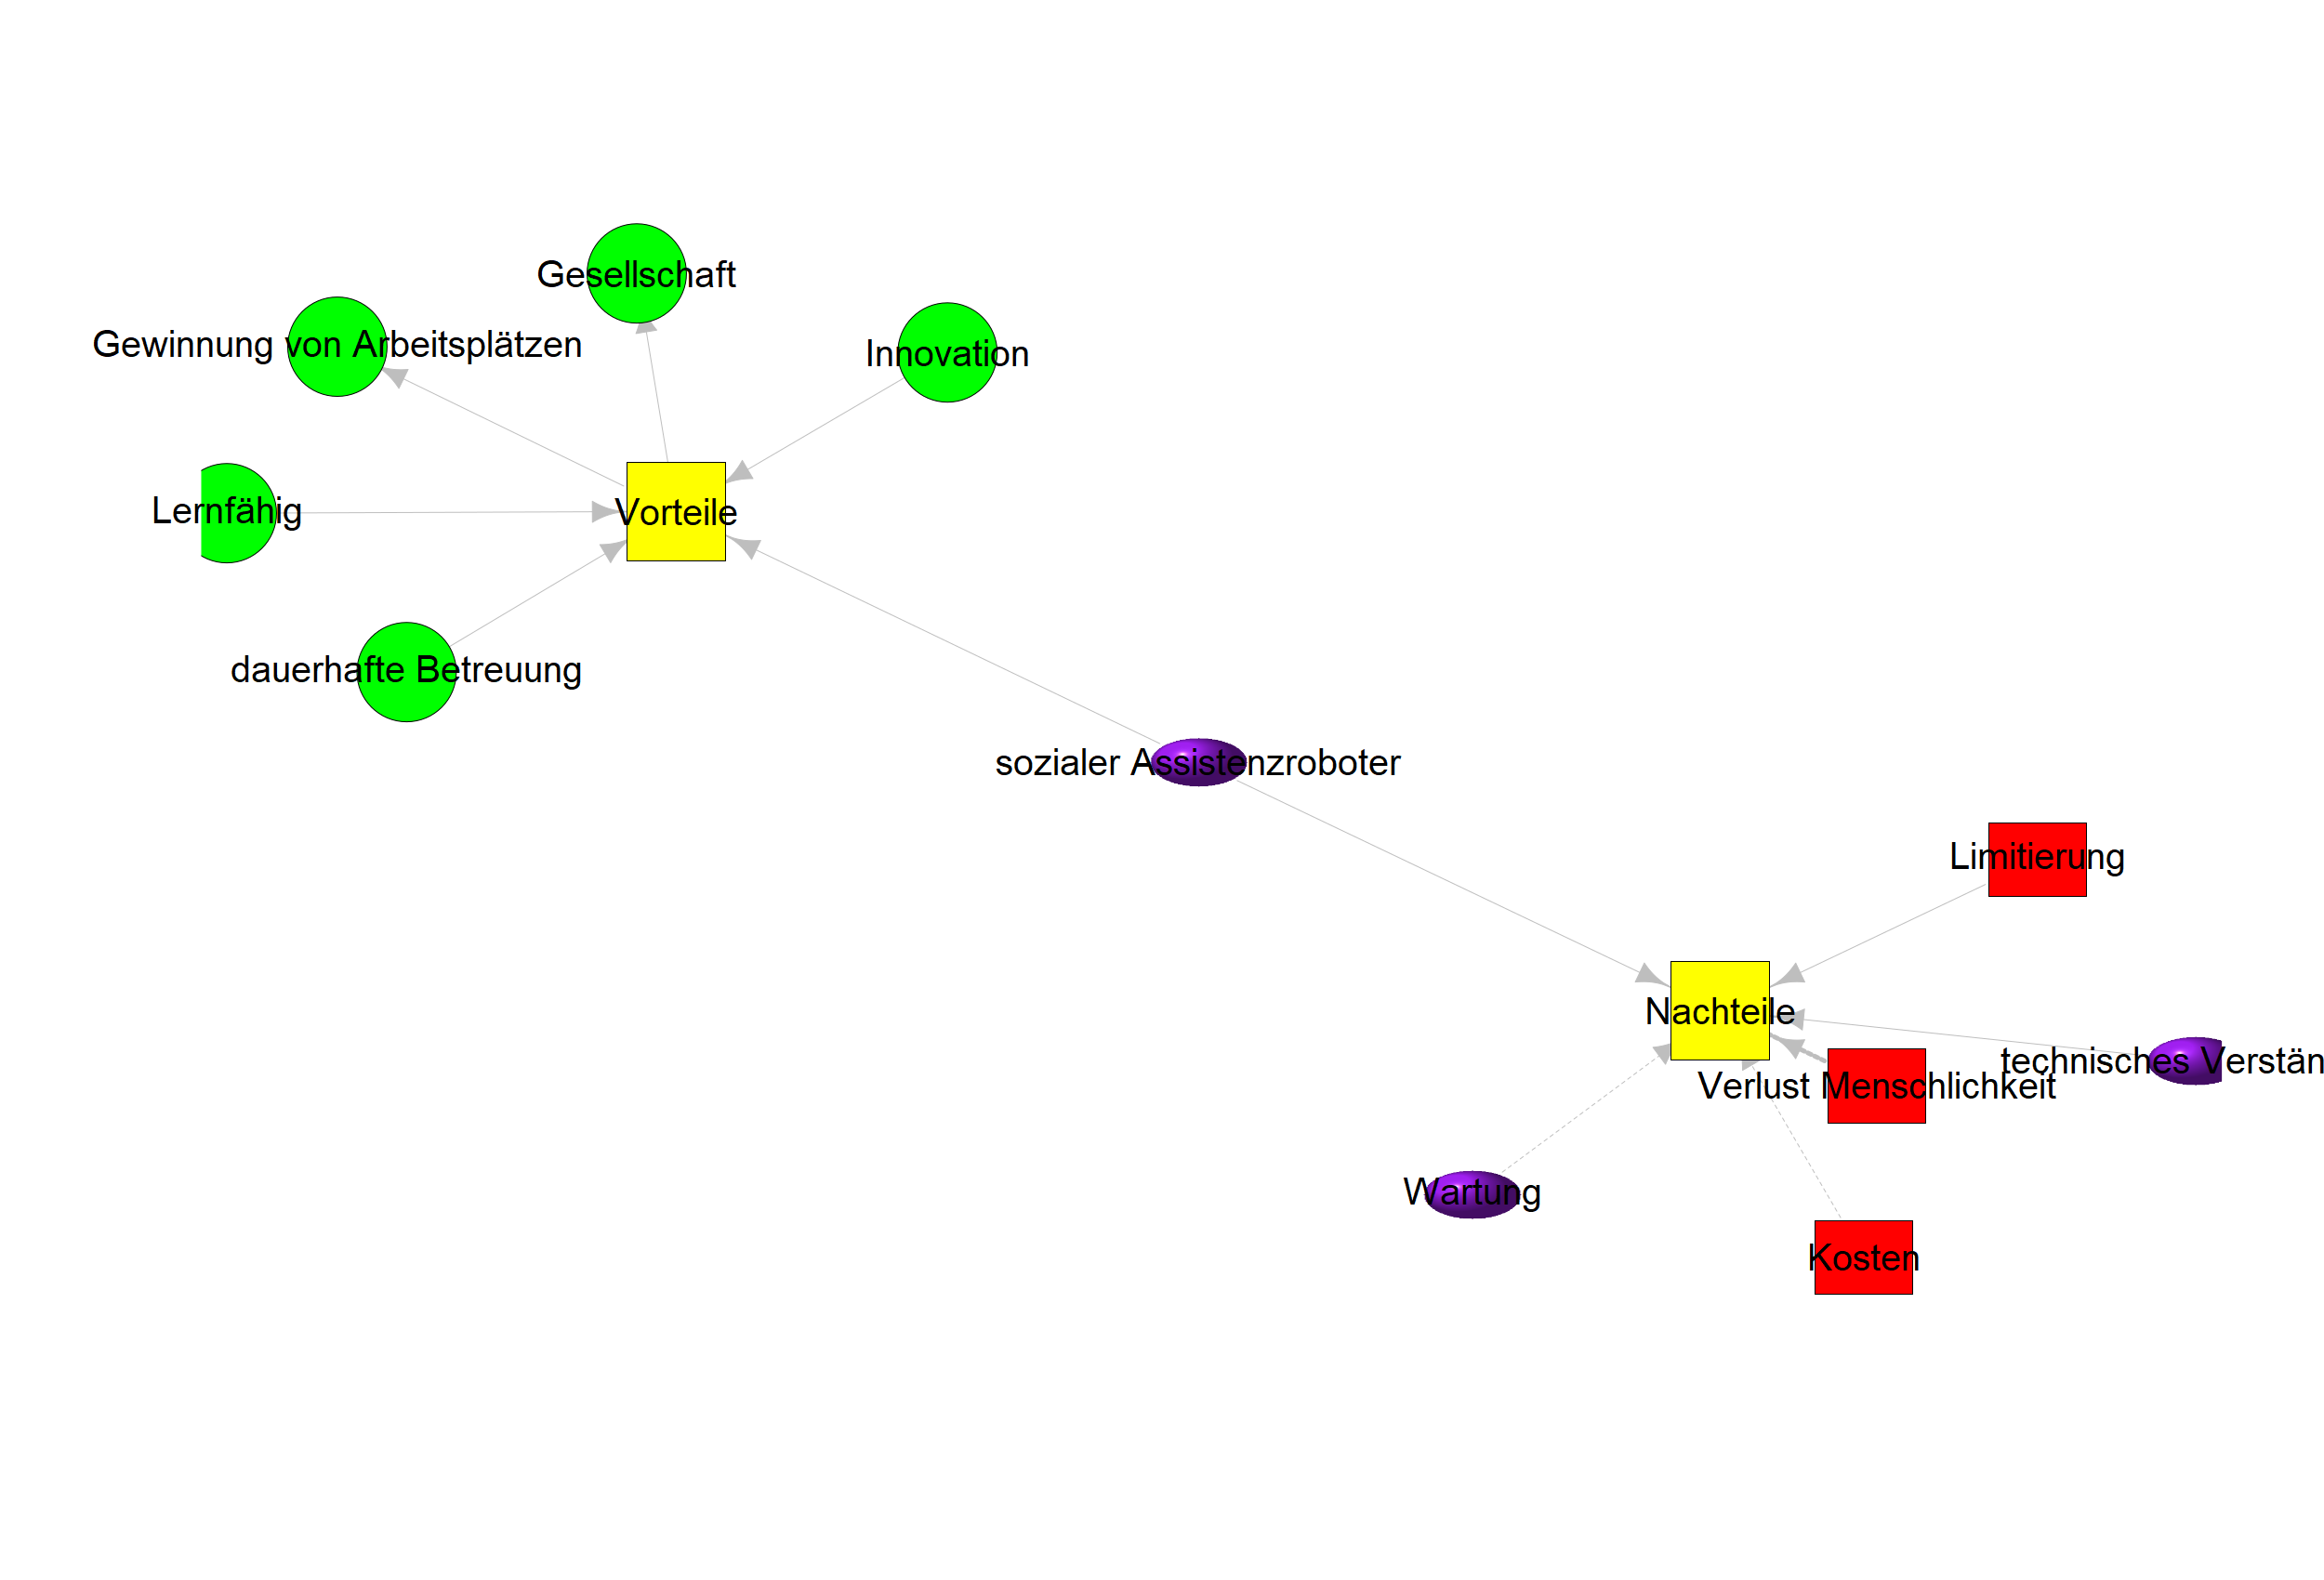 Gesellschaft
Gewinnung von Arbeitsplätzen
Innovation
Lernfähig
Vorteile
dauerhafte Betreuung
sozialer Assistenzroboter
Limitierung
Nachteile
technisches Verstän
Verlust Menschlichkeit
Wartung
Kosten